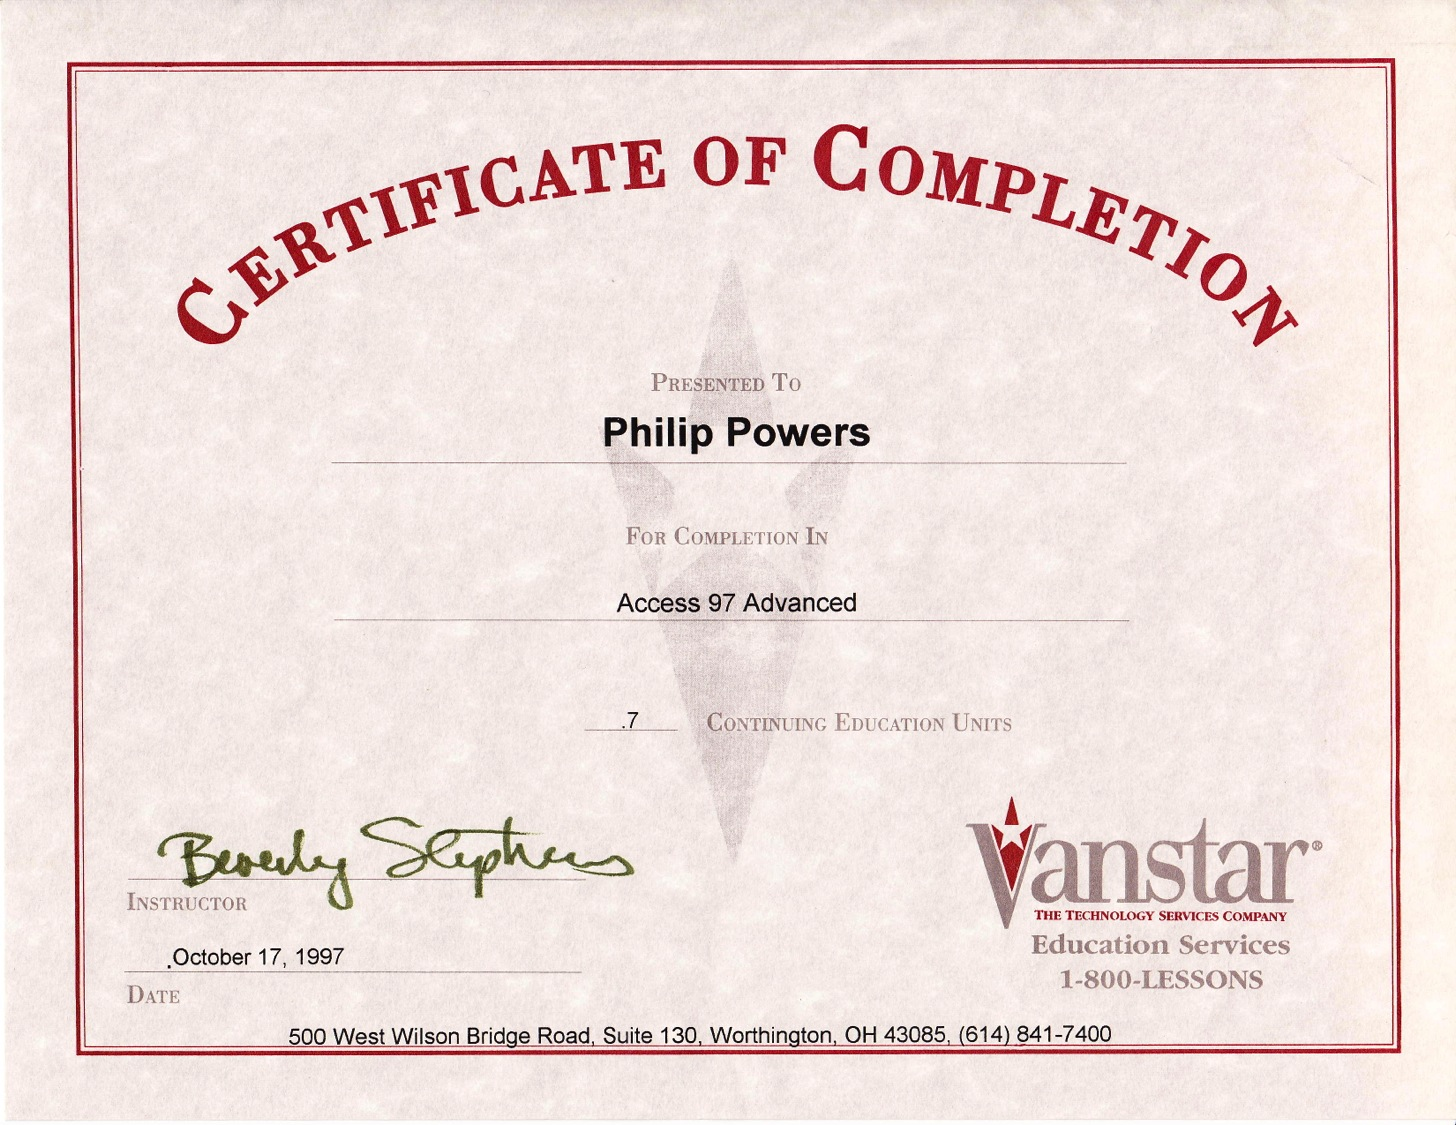 CERTIFICATE OF COMPLETION
PRESENTED TO
Philip Powers
FOR COMPLETION IN
Access 97 Advanced
.7 CONTINUING EDUCATION UNITS
Beverly Stephens
INSTRUCTOR
October 17, 1997
DATE
Vanstar®
THE TECHNOLOGY SERVICES COMPANY
Education Services
1-800-LESSONS
500 West Wilson Bridge Road, Suite 130, Worthington, OH 43085, (614) 841-7400